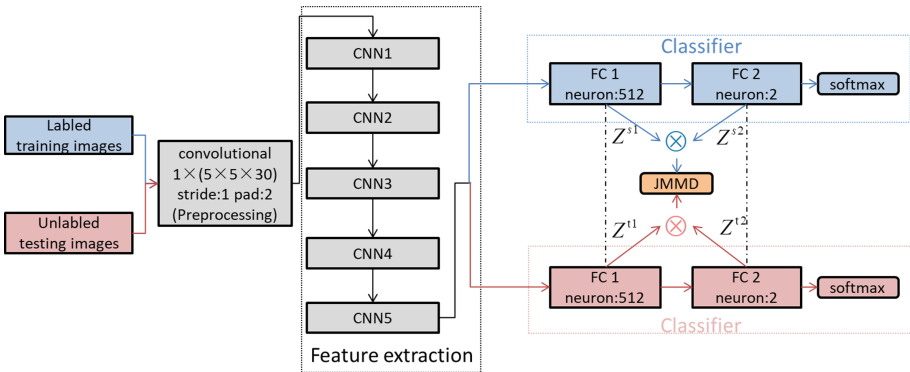 Labled
training images
Unlabled
testing images
convolutional
1×(5×5×30)
stride:1 pad:2
(Preprocessing)
CNN1
CNN2
CNN3
CNN4
CNN5
Feature extraction
Classifier
FC 1
neuron:512
FC 2
neuron:2
softmax
Z^{s1}
Z^{s2}
JMMD
Z^{t1}
Z^{t2}
FC 1
neuron:512
FC 2
neuron:2
softmax
Classifier